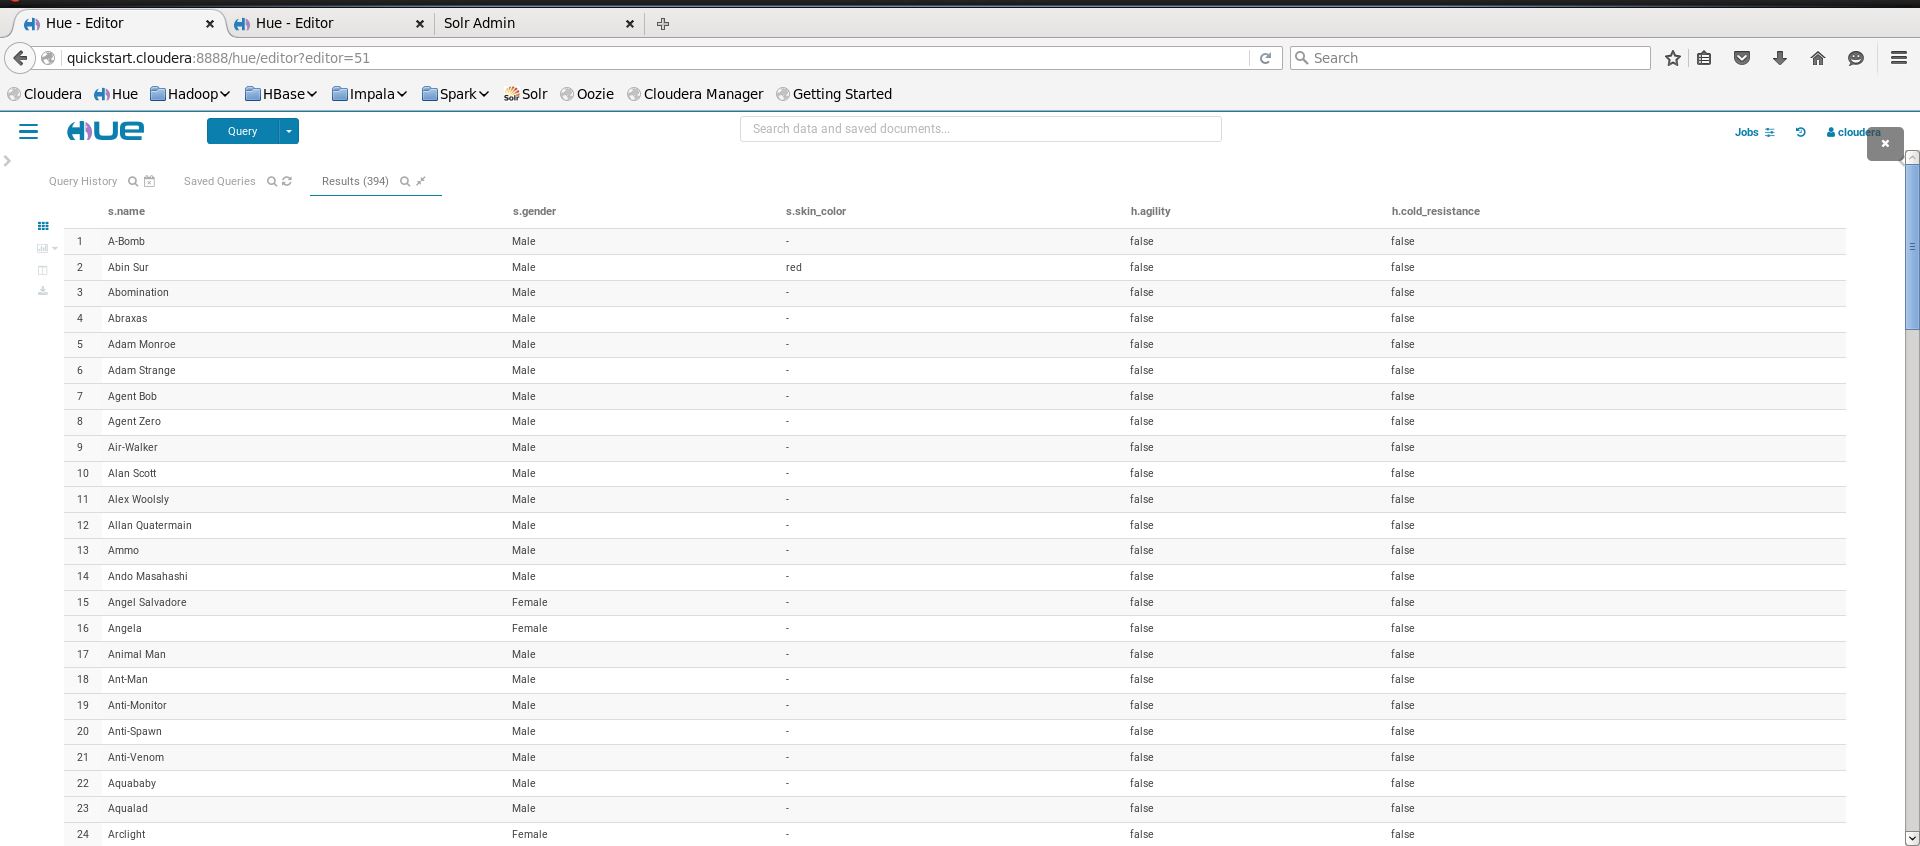 Hue - Editor Hue - Editor Solr Admin
quickstart.cloudera:8888/hue/editor?editor=51 Search
Cloudera Hue Hadoop HBase Impala Spark Solr Solr Oozie Cloudera Manager Getting Started
HUE Query Search data and saved documents... Jobs cloudera
Query History Saved Queries Results (394)
s.name s.gender s.skin_color h.agility h.cold_resistance
1 A-Bomb Male - false false
2 Abin Sur Male red false false
3 Abomination Male - false false
4 Abraxas Male - false false
5 Adam Monroe Male - false false
6 Adam Strange Male - false false
7 Agent Bob Male - false false
8 Agent Zero Male - false false
9 Air-Walker Male - false false
10 Alan Scott Male - false false
11 Alex Woolsly Male - false false
12 Allan Quatermain Male - false false
13 Ammo Male - false false
14 Ando Masahashi Male - false false
15 Angel Salvadore Female - false false
16 Angela Female - false false
17 Animal Man Male - false false
18 Ant-Man Male - false false
19 Anti-Monitor Male - false false
20 Anti-Spawn Male - false false
21 Anti-Venom Male - false false
22 Aquababy Male - false false
23 Aqualad Male - false false
24 Arclight Female - false false